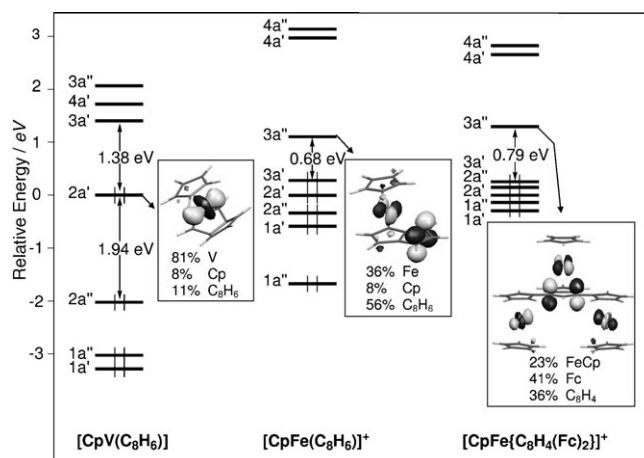 Relative Energy / eV
3
2
1
0
-1
-2
-3
3a"
4a'
3a'
1.38 eV
2a'
1.94 eV
2a"
1a"
1a'
81% V
8% Cp
11% C₈H₆
[CpV(C₈H₆)]
4a"
4a'
3a"
0.68 eV
3a'
2a'
2a"
1a'
1a"
36% Fe
8% Cp
56% C₈H₆
[CpFe(C₈H₆)]⁺
4a"
4a'
3a"
0.79 eV
3a'
2a"
2a'
1a"
1a'
23% FeCp
41% Fc
36% C₈H₄
[CpFe{C₈H₄(Fc)₂}]⁺